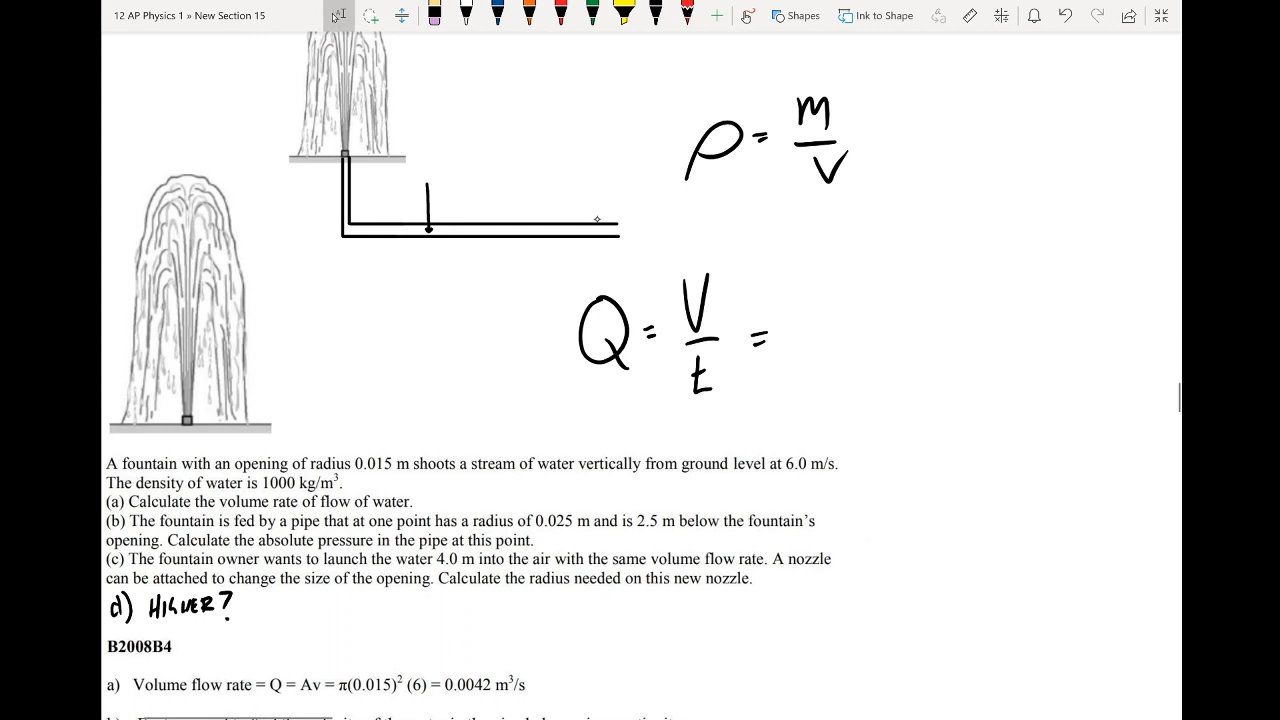 12 AP Physics 1 » New Section 15
Shapes
Ink to Shape
ρ = m/V
Q = V/t =
A fountain with an opening of radius 0.015 m shoots a stream of water vertically from ground level at 6.0 m/s.
The density of water is 1000 kg/m³.
(a) Calculate the volume rate of flow of water.
(b) The fountain is fed by a pipe that at one point has a radius of 0.025 m and is 2.5 m below the fountain's
opening. Calculate the absolute pressure in the pipe at this point.
(c) The fountain owner wants to launch the water 4.0 m into the air with the same volume flow rate. A nozzle
can be attached to change the size of the opening. Calculate the radius needed on this new nozzle.
d) HIGHER?
B2008B4
a) Volume flow rate = Q = Av = π(0.015)² (6) = 0.0042 m³/s